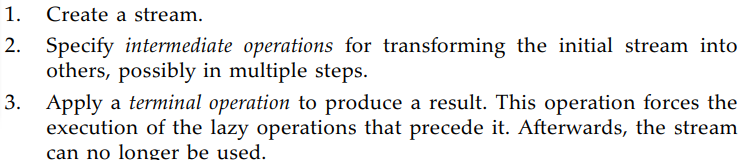 1. Create a stream.
2. Specify intermediate operations for transforming the initial stream into
others, possibly in multiple steps.
3. Apply a terminal operation to produce a result. This operation forces the
execution of the lazy operations that precede it. Afterwards, the stream
can no longer be used.